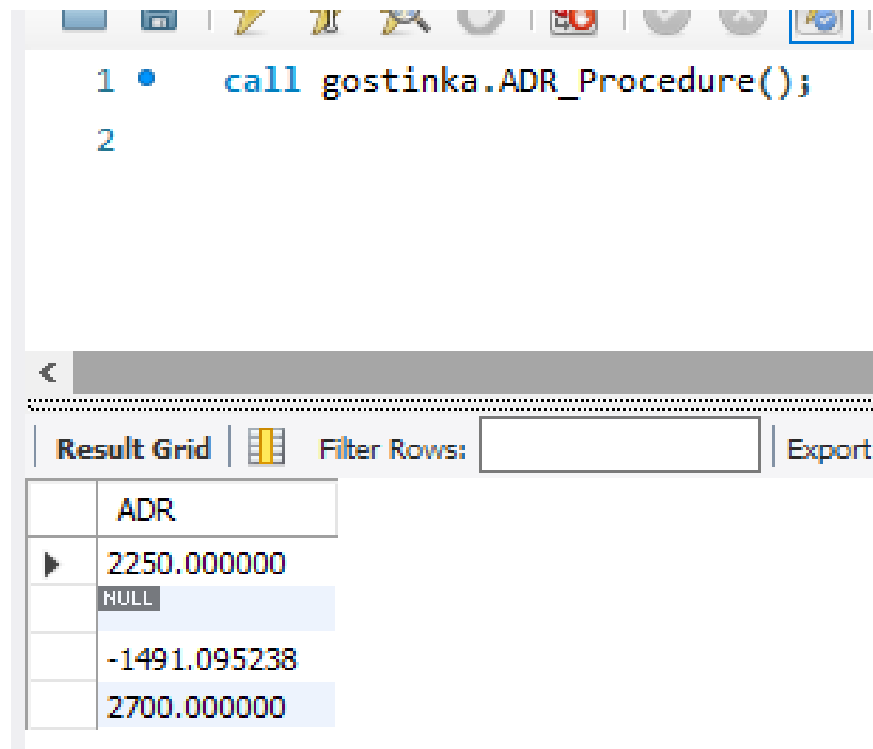 1 call gostinka.ADR_Procedure();
2
Result Grid Filter Rows: Export
ADR
2250.000000
NULL
-1491.095238
2700.000000